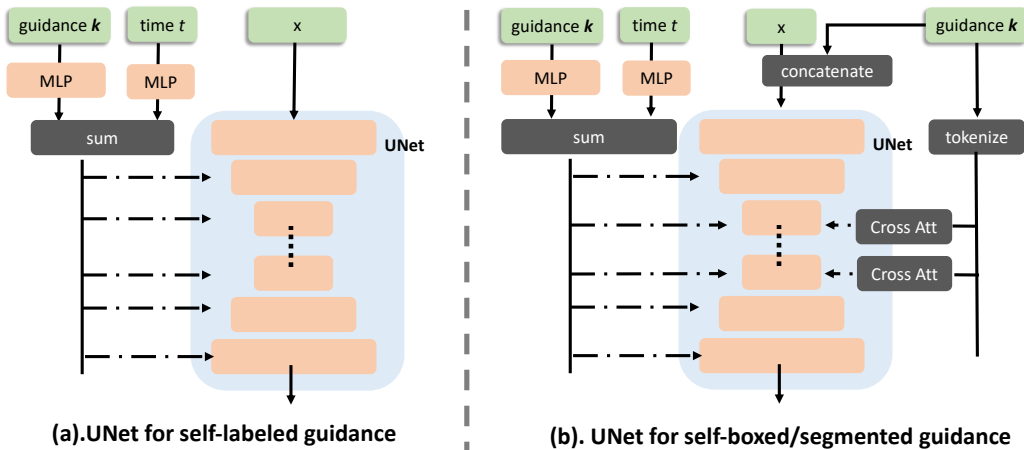 guidance k
time t
x
MLP
MLP
sum
UNet
(a).UNet for self-labeled guidance
guidance k
time t
x
guidance k
concatenate
MLP
MLP
sum
tokenize
UNet
Cross Att
Cross Att
(b). UNet for self-boxed/segmented guidance